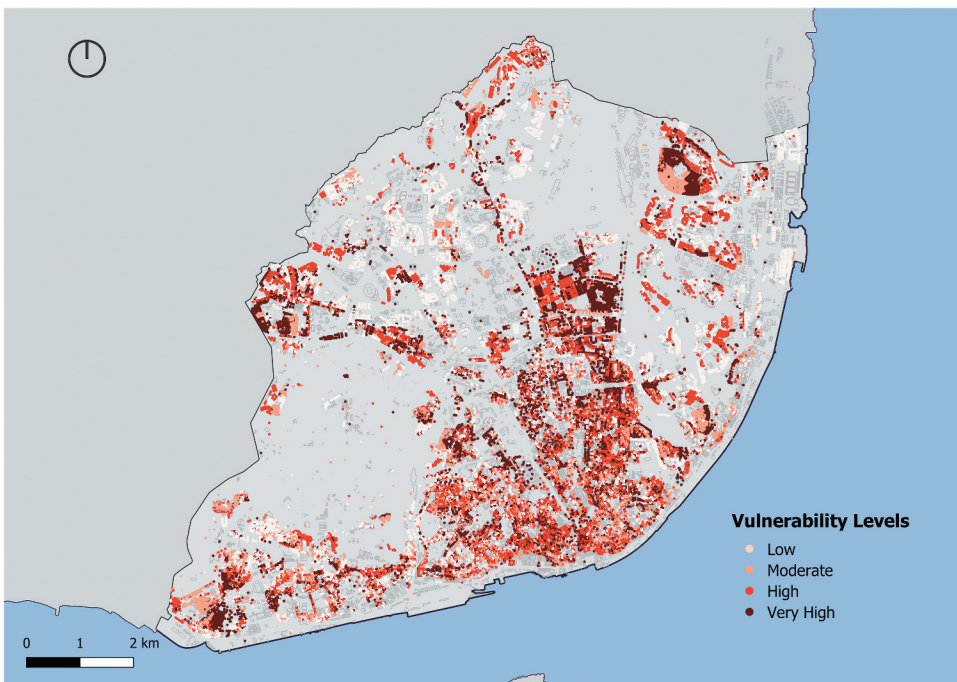 Vulnerability Levels
Low
Moderate
High
Very High
0 1 2 km